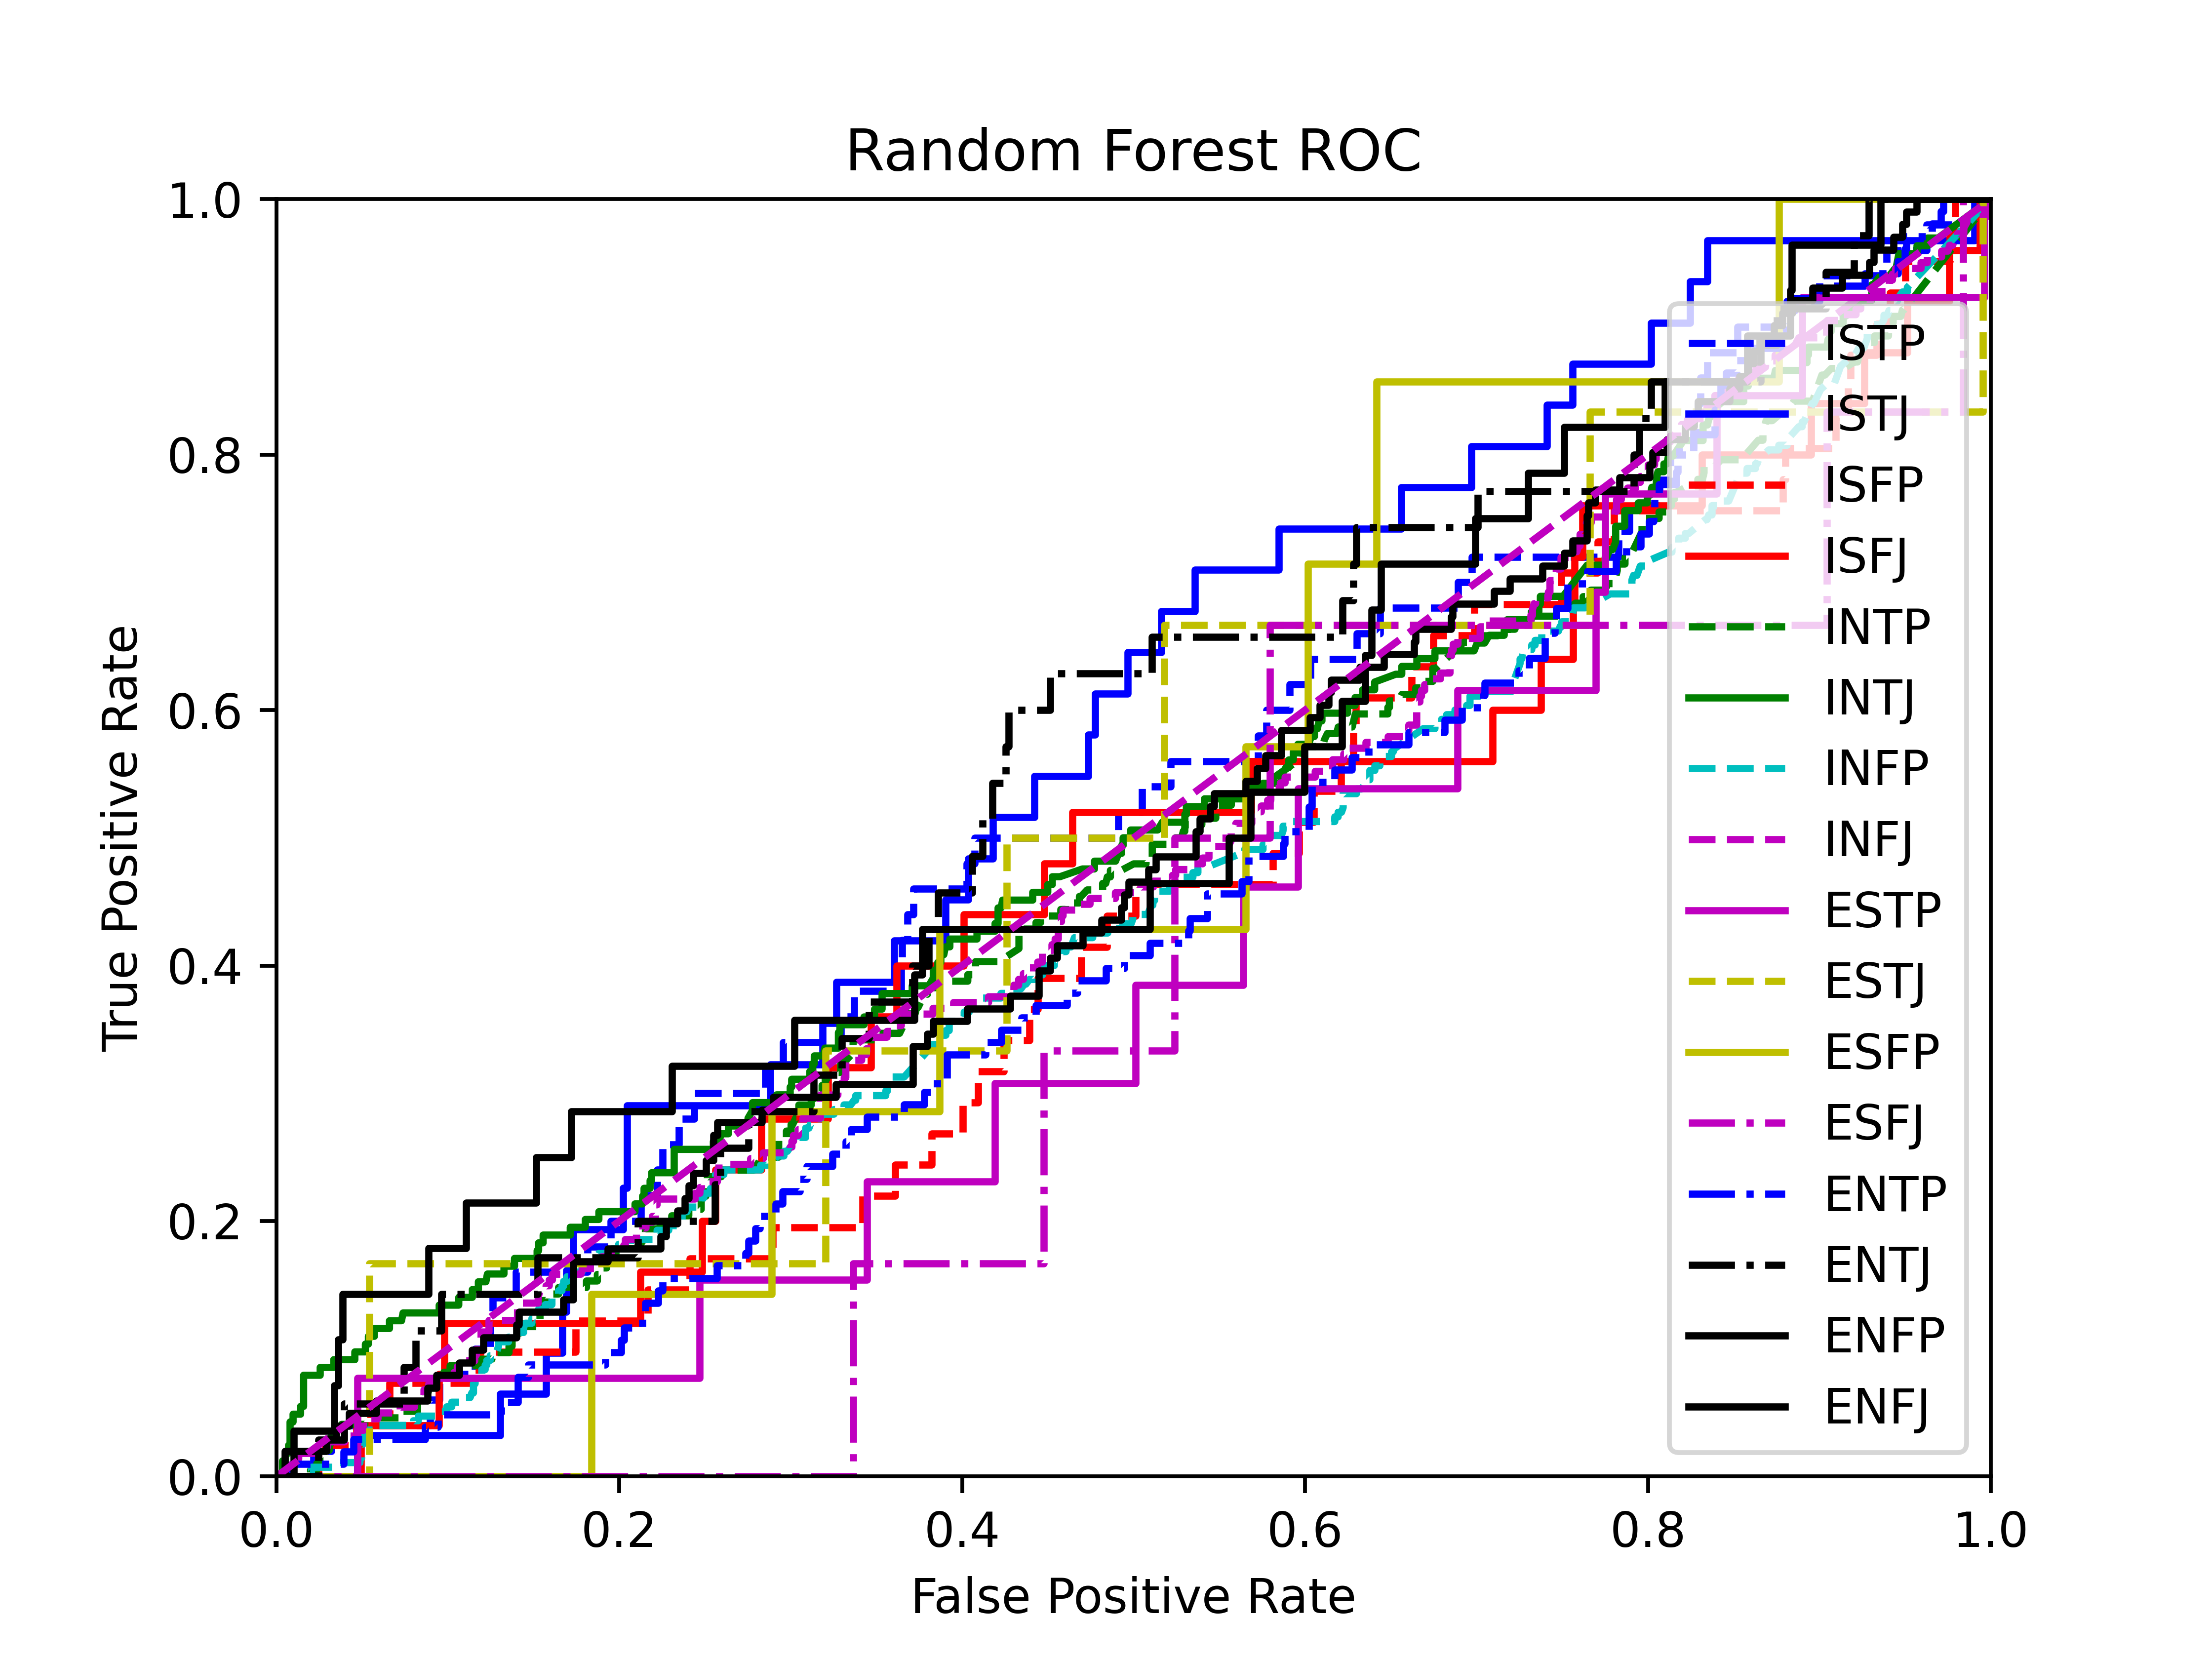 Random Forest ROC
1.0
0.8
0.6
0.4
0.2
0.0
True Positive Rate
0.0 0.2 0.4 0.6 0.8 1.0
False Positive Rate
ISTP
ISTJ
ISFP
ISFJ
INTP
INTJ
INFP
INFJ
ESTP
ESTJ
ESFP
ESFJ
ENTP
ENTJ
ENFP
ENFJ